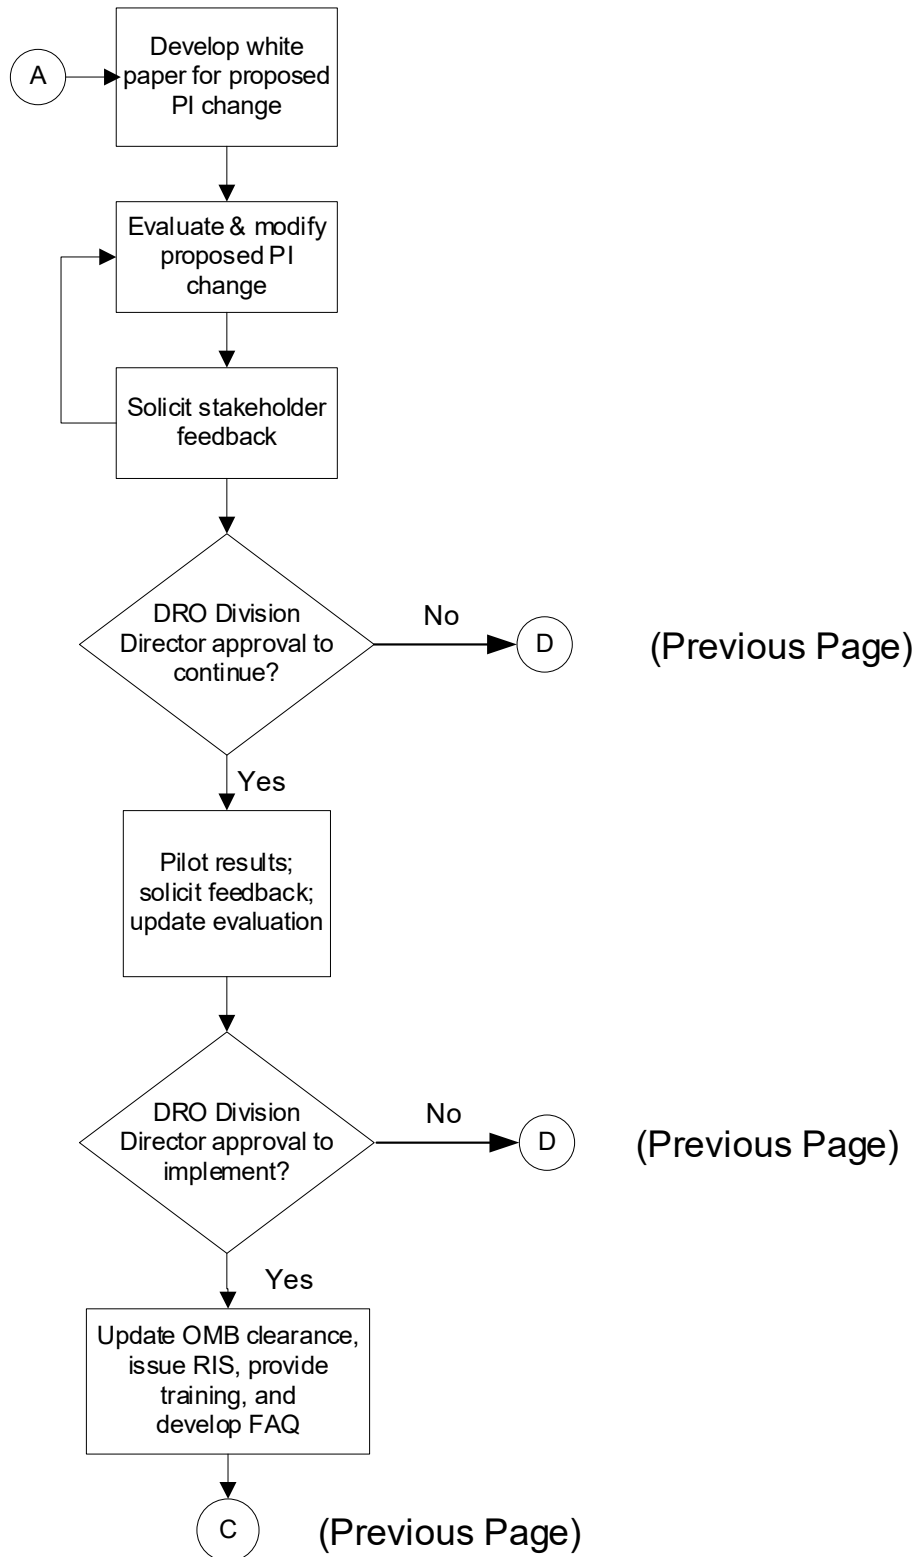 Develop white
A
paper for proposed
PI change
Evaluate & modify
proposed PI
change
Solicit stakeholder
feedback
DRO Division
Director approval to
continue?
No
D
(Previous Page)
Yes
Pilot results;
solicit feedback;
update evaluation
DRO Division
Director approval to
implement?
No
D
(Previous Page)
Yes
Update OMB clearance,
issue RIS, provide
training, and
develop FAQ
C
(Previous Page)